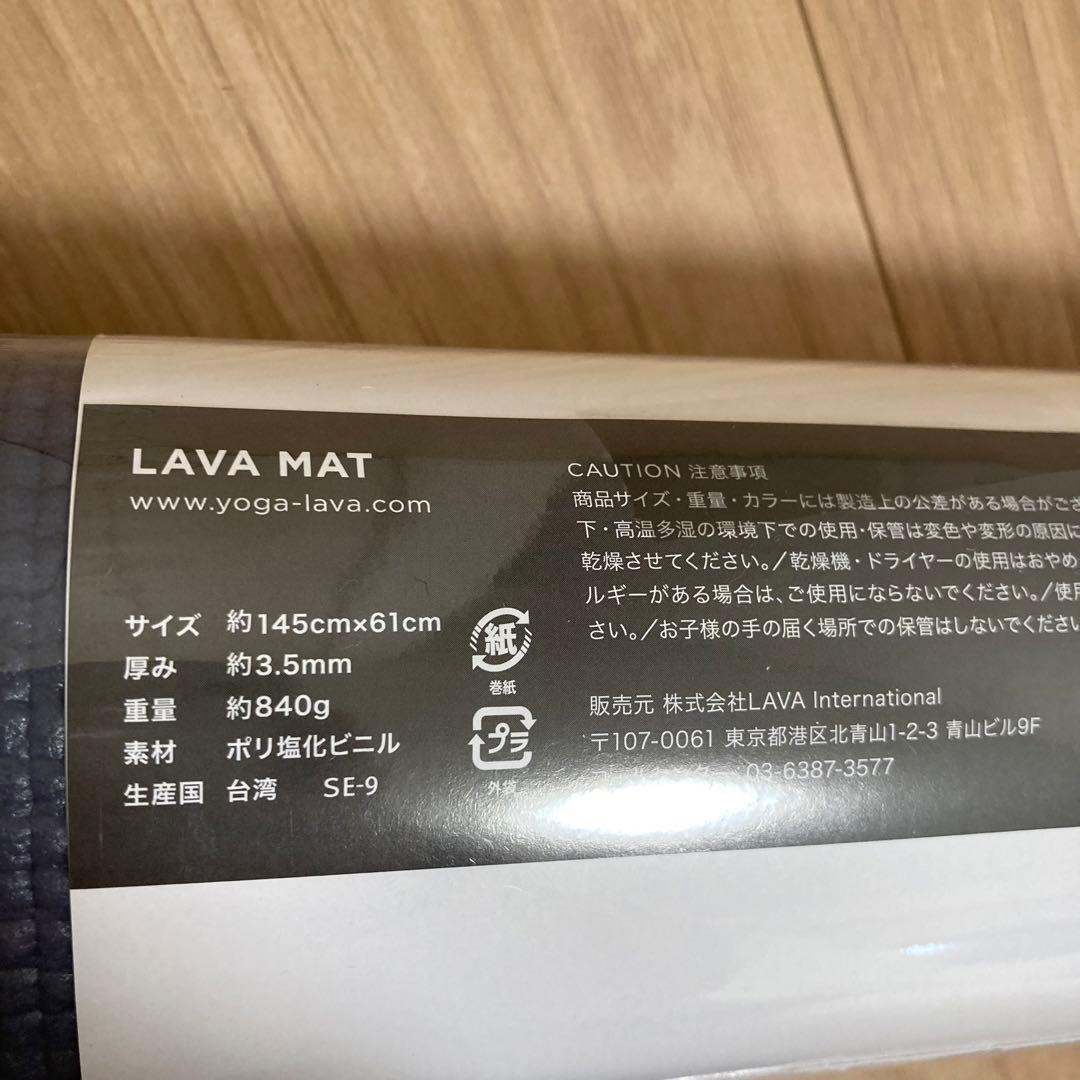 LAVA MAT
www.yoga-lava.com
サイズ 約145cm×61cm
厚み 約3.5mm
重量 約840g
素材 ポリ塩化ビニル
生産国 台湾 SE-9
紙
巻紙
プラ
外袋
CAUTION 注意事項
商品サイズ・重量・カラーには製造上の公差がある場合がござ
下・高温多湿の環境下での使用・保管は変色や変形の原因に
乾燥させてください。/乾燥機・ドライヤーの使用はおやめ
ルギーがある場合は、ご使用にならないでください。/使用
さい。/お子様の手の届く場所での保管はしないでください
販売元 株式会社LAVA International
〒107-0061 東京都港区北青山1-2-3 青山ビル9F
03-6387-3577